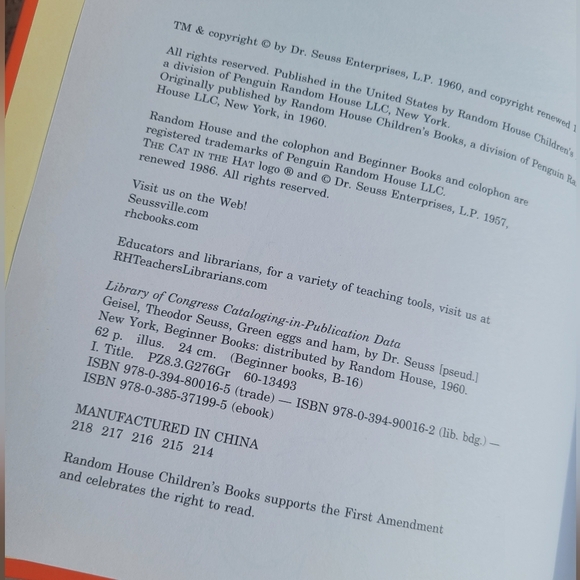 TM & copyright © by Dr. Seuss Enterprises, L.P. 1960, and copyright renewed
All rights reserved. Published in the United States by Random House Children's
a division of Penguin Random House LLC, New York.
Originally published by Random House Children's Books, a division of Penguin
House LLC, New York, in 1960.
Random House and the colophon and Beginner Books and colophon are
registered trademarks of Penguin Random House LLC.
THE CAT IN THE HAT logo ® and © Dr. Seuss Enterprises, L.P. 1957,
renewed 1986. All rights reserved.
Visit us on the Web!
Seussville.com
rhcbooks.com
Educators and librarians, for a variety of teaching tools, visit us at
RHTeachersLibrarians.com
Library of Congress Cataloging-in-Publication Data
Geisel, Theodor Seuss, Green eggs and ham, by Dr. Seuss [pseud.]
New York, Beginner Books: distributed by Random House, 1960.
62 p. illus. 24 cm. (Beginner books, B-16)
I. Title. PZ8.3.G276Gr 60-13493
ISBN 978-0-394-80016-5 (trade) — ISBN 978-0-394-90016-2 (lib. bdg.) —
ISBN 978-0-385-37199-5 (ebook)
MANUFACTURED IN CHINA
218 217 216 215 214
Random House Children's Books supports the First Amendment
and celebrates the right to read.